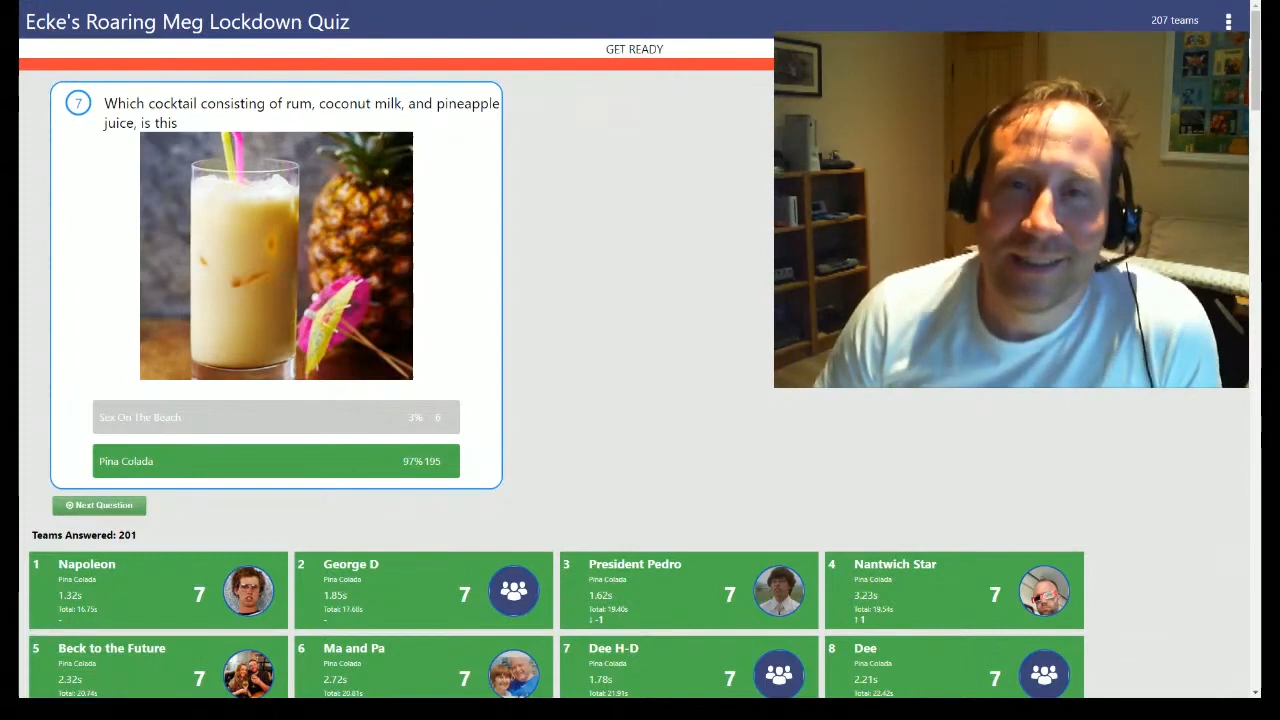 Ecke's Roaring Meg Lockdown Quiz
207 teams
GET READY
7 Which cocktail consisting of rum, coconut milk, and pineapple
juice, is this
Sex On The Beach 3% 6
Pina Colada 97% 195
Next Question
Teams Answered: 201
1 Napoleon
Pina Colada
1.32s
7
Total: 16.75s
-
2 George D
Pina Colada
1.85s
7
Total: 17.68s
-
3 President Pedro
Pina Colada
1.62s
7
Total: 19.40s
↓ -1
4 Nantwich Star
Pina Colada
3.23s
7
Total: 19.54s
↑ 1
5 Beck to the Future
Pina Colada
2.32s
7
Total: 20.74s
6 Ma and Pa
Pina Colada
2.72s
7
Total: 20.81s
7 Dee H-D
Pina Colada
1.78s
7
Total: 21.91s
8 Dee
Pina Colada
2.21s
7
Total: 22.42s